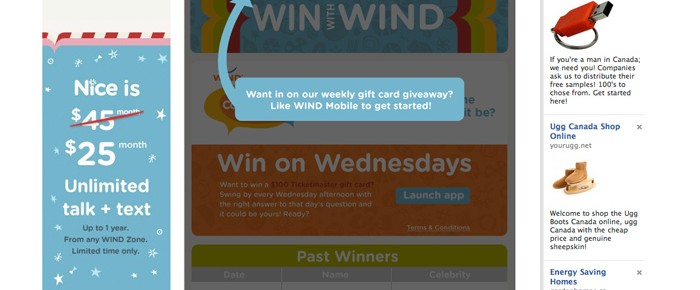 Nice is
$45 month
$25 month
Unlimited
talk + text
Up to 1 year.
From any WIND Zone.
Limited time only.
WIN WITH WIND
Want in on our weekly gift card giveaway?
Like WIND Mobile to get started!
it be?
Win on Wednesdays
Want to win a $100 Ticketmaster Gift Card?
Swing by every Wednesday afternoon with
the right answer to that day's question and
it could be yours! Ready?
Launch app
Terms & Conditions
Past Winners
Date Name Celebrity
If you're a man in Canada;
we need you! Companies
ask us to distribute their
free samples! 100's to
chose from. Get started
here!
Ugg Canada Shop
Online
yourugg.net
Welcome to shop the Ugg
Boots Canada online, ugg
Canada with the cheap
price and genuine
sheepskin!
Energy Saving
Homes